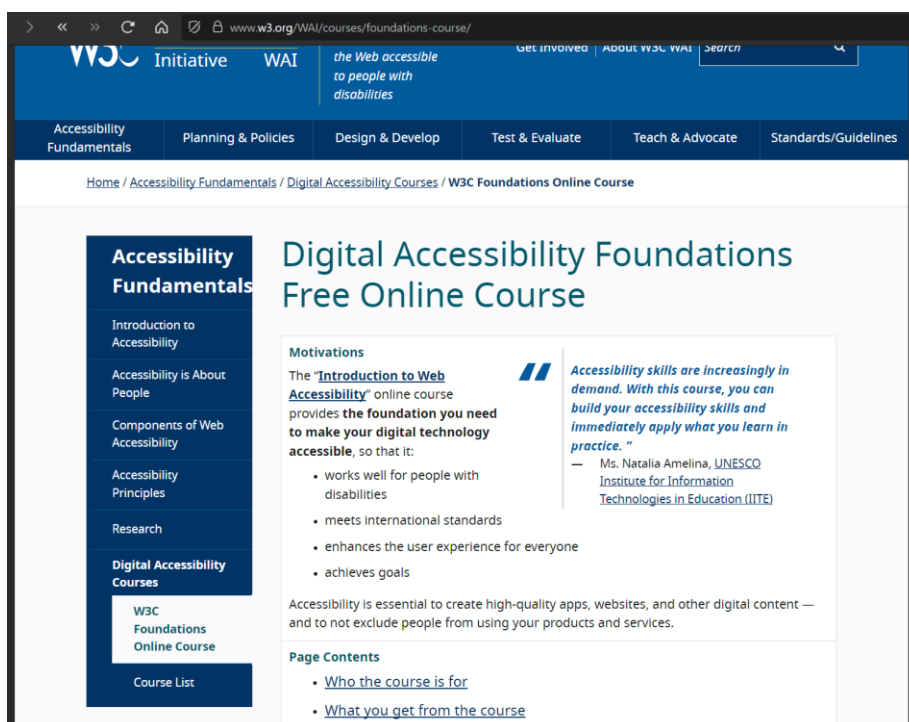 www.w3.org/WAI/courses/foundations-course/
W3C Initiative WAI
the Web accessible
to people with
disabilities
Get Involved About W3C WAI Search
Accessibility
Fundamentals
Planning & Policies
Design & Develop
Test & Evaluate
Teach & Advocate
Standards/Guidelines
Home / Accessibility Fundamentals / Digital Accessibility Courses / W3C Foundations Online Course
Accessibility
Fundamentals
Introduction to
Accessibility
Accessibility is About
People
Components of Web
Accessibility
Accessibility
Principles
Research
Digital Accessibility
Courses
W3C
Foundations
Online Course
Course List
Digital Accessibility Foundations
Free Online Course
Motivations
The “Introduction to Web
Accessibility” online course
provides the foundation you need
to make your digital technology
accessible, so that it:
• works well for people with
disabilities
• meets international standards
• enhances the user experience for everyone
• achieves goals
“
Accessibility skills are increasingly in
demand. With this course, you can
build your accessibility skills and
immediately apply what you learn in
practice. ”
— Ms. Natalia Amelina, UNESCO
Institute for Information
Technologies in Education (IITE)
Accessibility is essential to create high-quality apps, websites, and other digital content —
and to not exclude people from using your products and services.
Page Contents
• Who the course is for
• What you get from the course